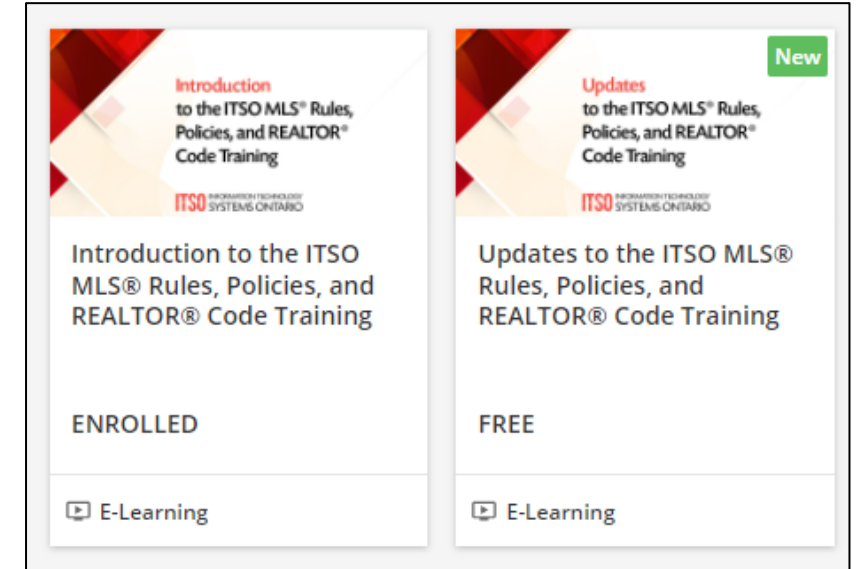 Introduction
to the ITSO MLS® Rules,
Policies, and REALTOR®
Code Training
ITSO INFORMATION TECHNOLOGY
SYSTEMS ONTARIO
Introduction to the ITSO
MLS® Rules, Policies, and
REALTOR® Code Training
ENROLLED
E-Learning
New
Updates
to the ITSO MLS® Rules,
Policies, and REALTOR®
Code Training
ITSO INFORMATION TECHNOLOGY
SYSTEMS ONTARIO
Updates to the ITSO MLS®
Rules, Policies, and
REALTOR® Code Training
FREE
E-Learning